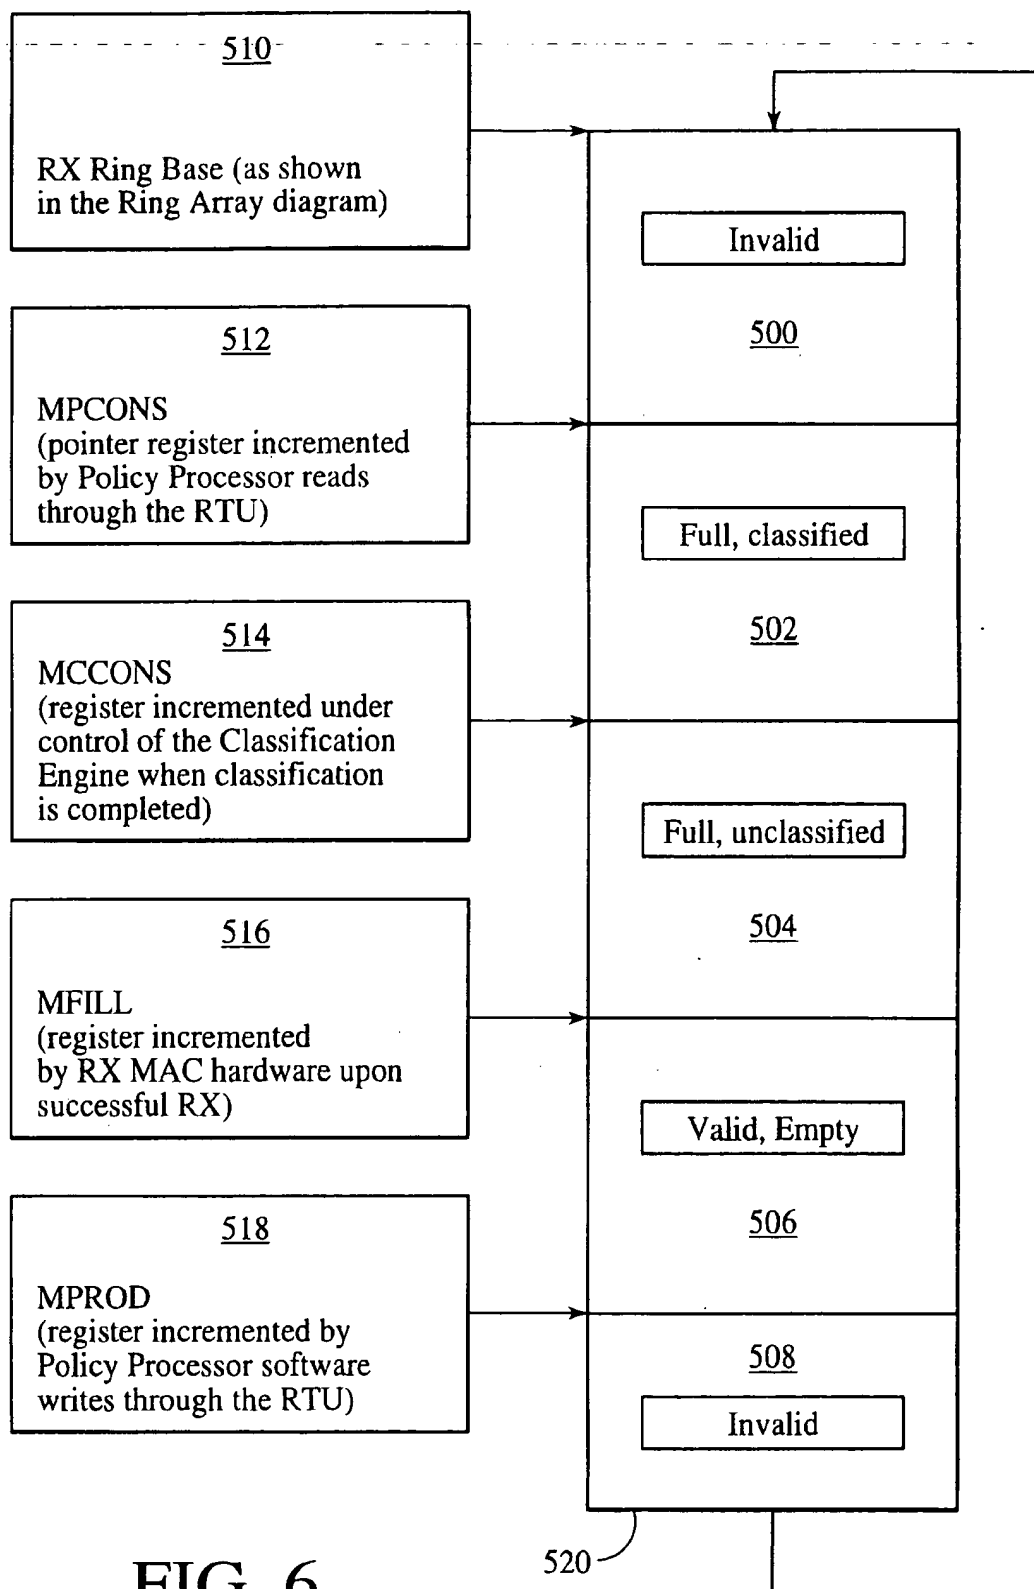 510
RX Ring Base (as shown
in the Ring Array diagram)
512
MPCONS
(pointer register incremented
by Policy Processor reads
through the RTU)
514
MCCONS
(register incremented under
control of the Classification
Engine when classification
is completed)
516
MFILL
(register incremented
by RX MAC hardware upon
successful RX)
518
MPROD
(register incremented by
Policy Processor software
writes through the RTU)
Invalid
500
Full, classified
502
Full, unclassified
504
Valid, Empty
506
508
Invalid
520
FIG. 6